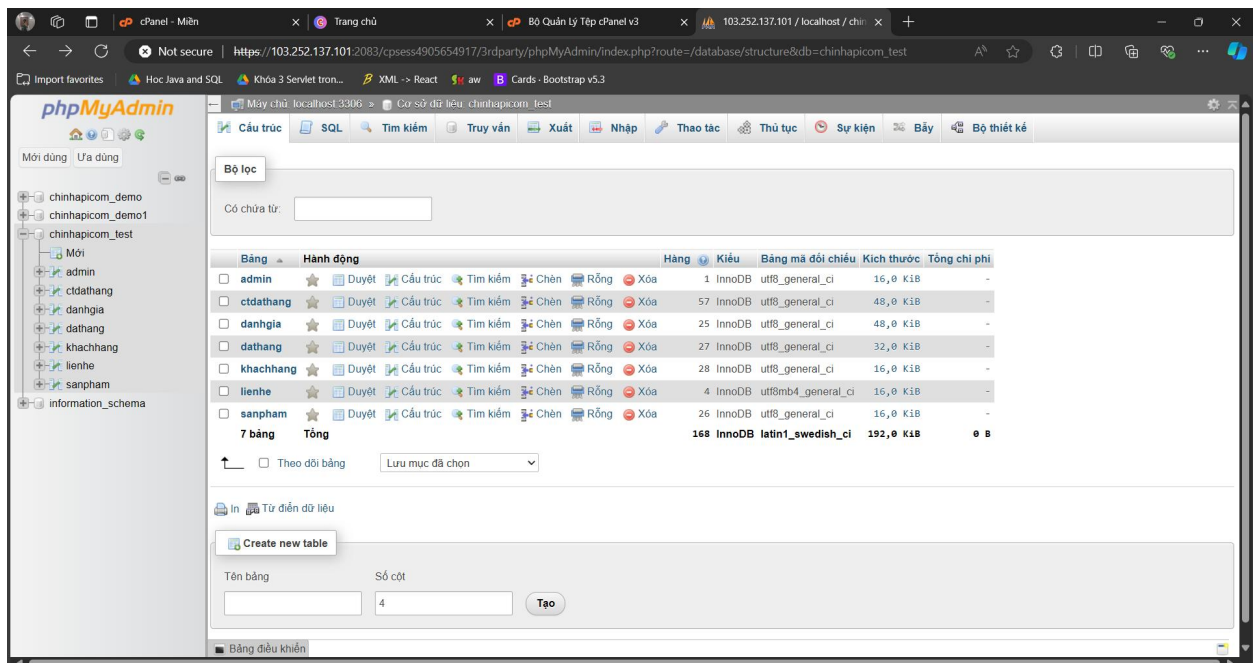 cPanel - Miền
Trang chủ
Bộ Quản Lý Tệp cPanel v3
103.252.137.101 / localhost / chin
Not secure https://103.252.137.101:2083/cpsess4905654917/3rdparty/phpMyAdmin/index.php?route=/database/structure&db=chinhapicom_test
Import favorites Hoc Java and SQL Khóa 3 Servlet tron... XML -> React aw Cards · Bootstrap v5.3
phpMyAdmin
Mới dùng Ưa dùng
chinhapicom_demo
chinhapicom_demo1
chinhapicom_test
Mới
admin
ctdathang
danhgia
dathang
khachhang
lienhe
sanpham
information_schema
Máy chủ: localhost:3306 » Cơ sở dữ liệu: chinhapicom_test
Cấu trúc SQL Tìm kiếm Truy vấn Xuất Nhập Thao tác Thủ tục Sự kiện Bẫy Bộ thiết kế
Bộ lọc
Có chứa từ:
Bảng Hành động Hàng Kiểu Bảng mã đối chiếu Kích thước Tổng chi phí
admin Duyệt Cấu trúc Tìm kiếm Chèn Rỗng Xóa 1 InnoDB utf8_general_ci 16,0 KiB -
ctdathang Duyệt Cấu trúc Tìm kiếm Chèn Rỗng Xóa 57 InnoDB utf8_general_ci 48,0 KiB -
danhgia Duyệt Cấu trúc Tìm kiếm Chèn Rỗng Xóa 25 InnoDB utf8_general_ci 48,0 KiB -
dathang Duyệt Cấu trúc Tìm kiếm Chèn Rỗng Xóa 27 InnoDB utf8_general_ci 32,0 KiB -
khachhang Duyệt Cấu trúc Tìm kiếm Chèn Rỗng Xóa 28 InnoDB utf8_general_ci 16,0 KiB -
lienhe Duyệt Cấu trúc Tìm kiếm Chèn Rỗng Xóa 4 InnoDB utf8mb4_general_ci 16,0 KiB -
sanpham Duyệt Cấu trúc Tìm kiếm Chèn Rỗng Xóa 26 InnoDB utf8_general_ci 16,0 KiB -
7 bảng Tổng 168 InnoDB latin1_swedish_ci 192,0 KiB 0 B
Theo dõi bảng Lưu mục đã chọn
In Từ điển dữ liệu
Create new table
Tên bảng Số cột
4 Tạo
Bảng điều khiển